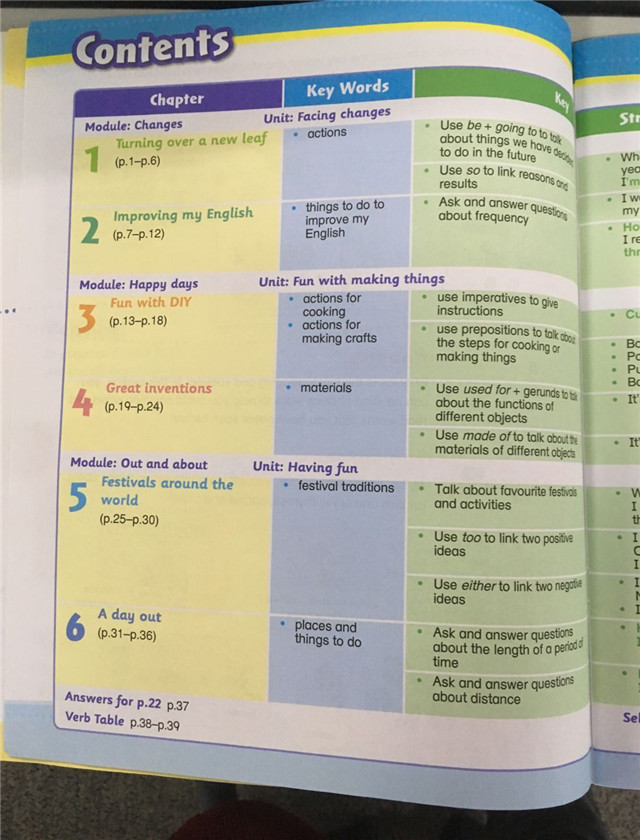 Contents
Chapter
Key Words
Key
Module: Changes
Unit: Facing changes
1
Turning over a new leaf
(p.1–p.6)
• actions
• Use be + going to to talk
about things we have decided
to do in the future
• Use so to link reasons and
results
2
Improving my English
(p.7–p.12)
• things to do to
improve my
English
• Ask and answer questions
about frequency
Module: Happy days
Unit: Fun with making things
3
Fun with DIY
(p.13–p.18)
• actions for
cooking
• actions for
making crafts
• use imperatives to give
instructions
• use prepositions to talk about
the steps for cooking or
making things
4
Great inventions
(p.19–p.24)
• materials
• Use used for + gerunds to talk
about the functions of
different objects
• Use made of to talk about the
materials of different objects
Module: Out and about
Unit: Having fun
5
Festivals around the
world
(p.25–p.30)
• festival traditions
• Talk about favourite festivals
and activities
• Use too to link two positive
ideas
• Use either to link two negative
ideas
6
A day out
(p.31–p.36)
• places and
things to do
• Ask and answer questions
about the length of a period of
time
• Ask and answer questions
about distance
Answers for p.22 p.37
Verb Table p.38–p.39
Str
• Wh
yea
I'm
• I wo
my
• Ho
I re
thr
• Cu
• Bo
• Po
• Pu
• Bo
• It'
• It'
• W
I
th
• I
I
• I
• I
Sel